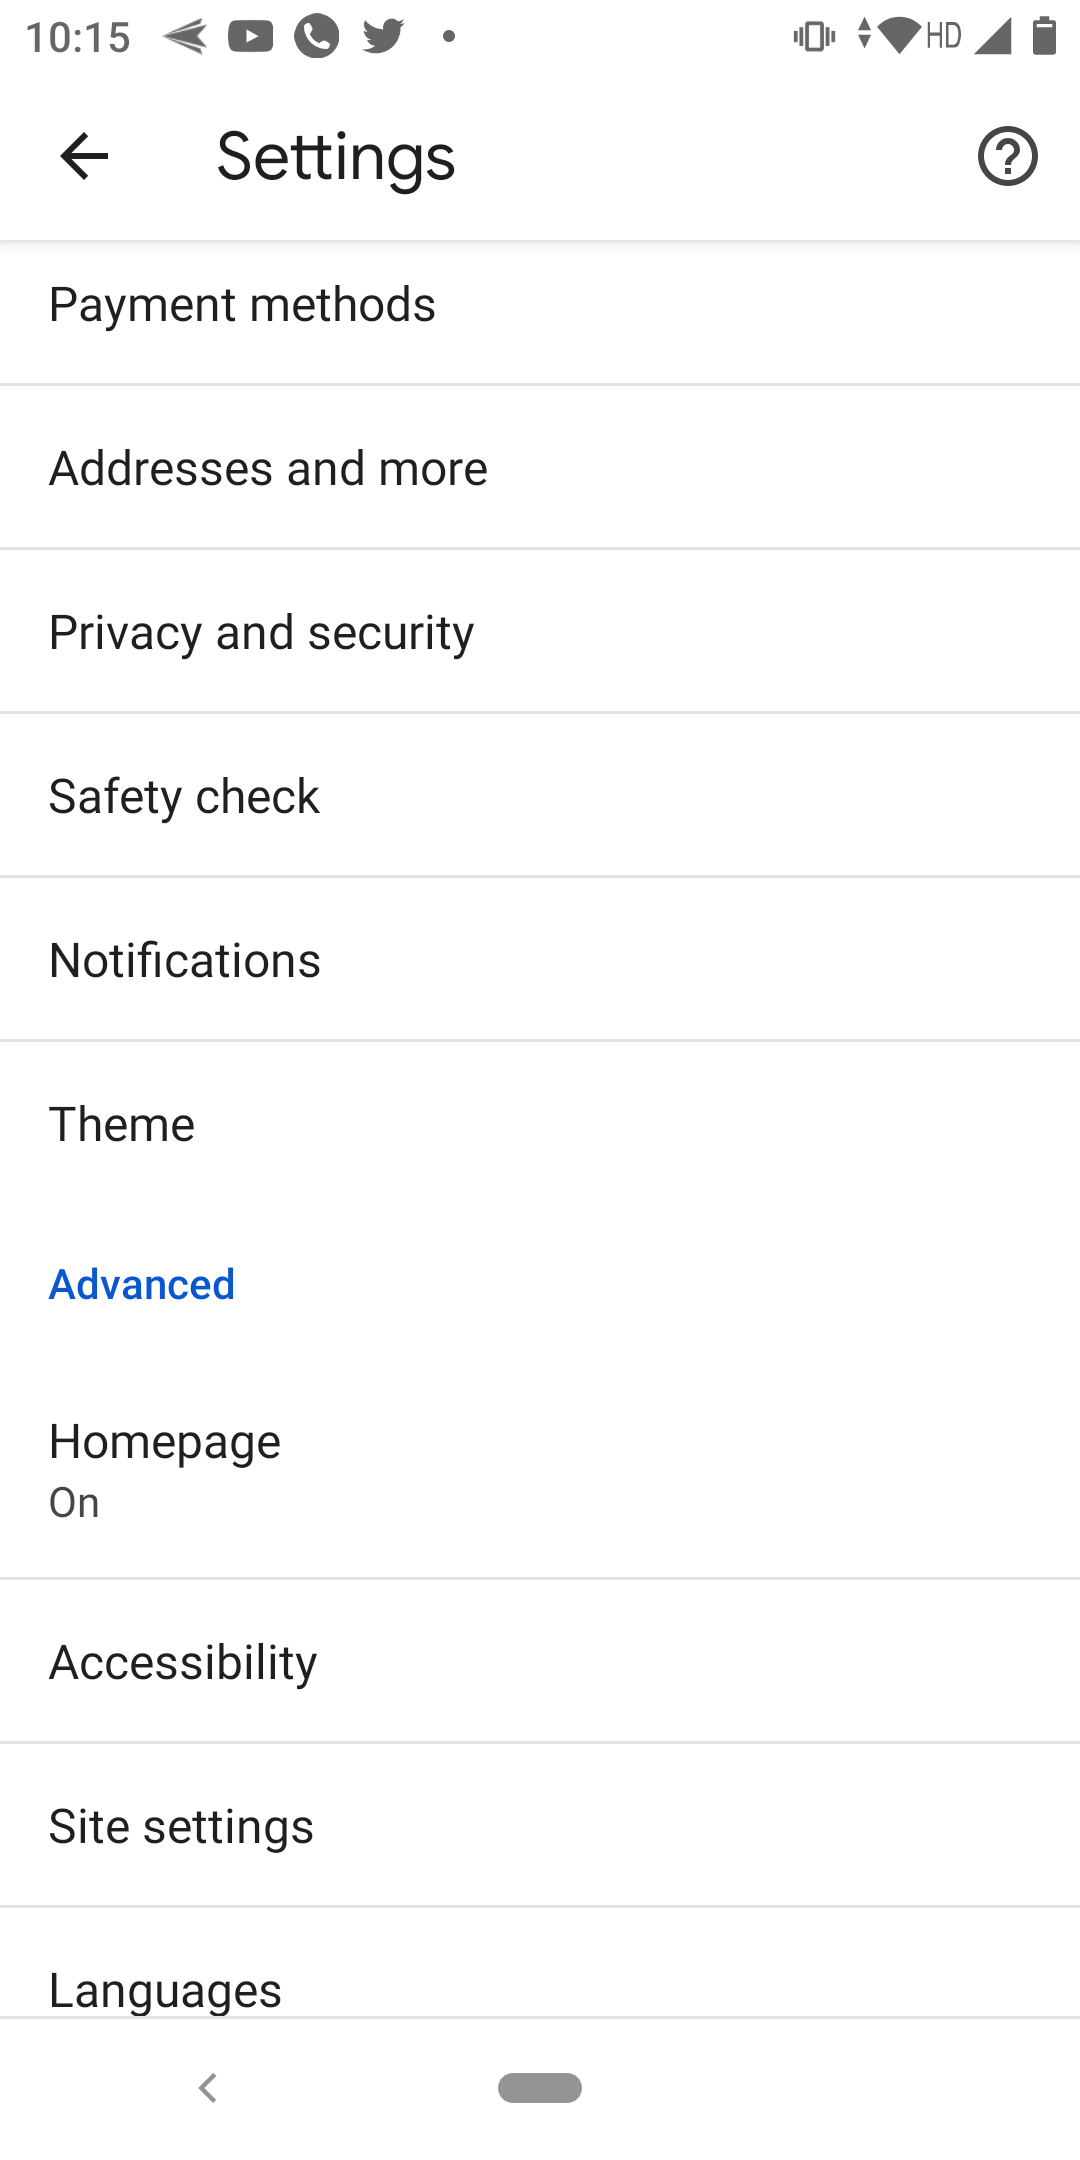 10:15 HD
Settings
Payment methods
Addresses and more
Privacy and security
Safety check
Notifications
Theme
Advanced
Homepage
On
Accessibility
Site settings
Languages